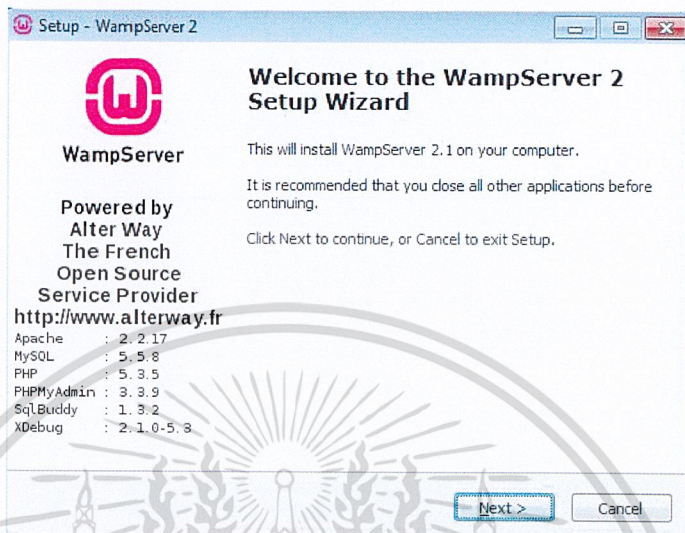 Setup - WampServer 2
WampServer
Powered by
Alter Way
The French
Open Source
Service Provider
http://www.alterway.fr
Apache : 2.2.17
MySQL : 5.5.8
PHP : 5.3.5
PHPMyAdmin : 3.3.9
SqlBuddy : 1.3.2
XDebug : 2.1.0-5.3
Welcome to the WampServer 2
Setup Wizard
This will install WampServer 2.1 on your computer.
It is recommended that you close all other applications before
continuing.
Click Next to continue, or Cancel to exit Setup.
Next >
Cancel